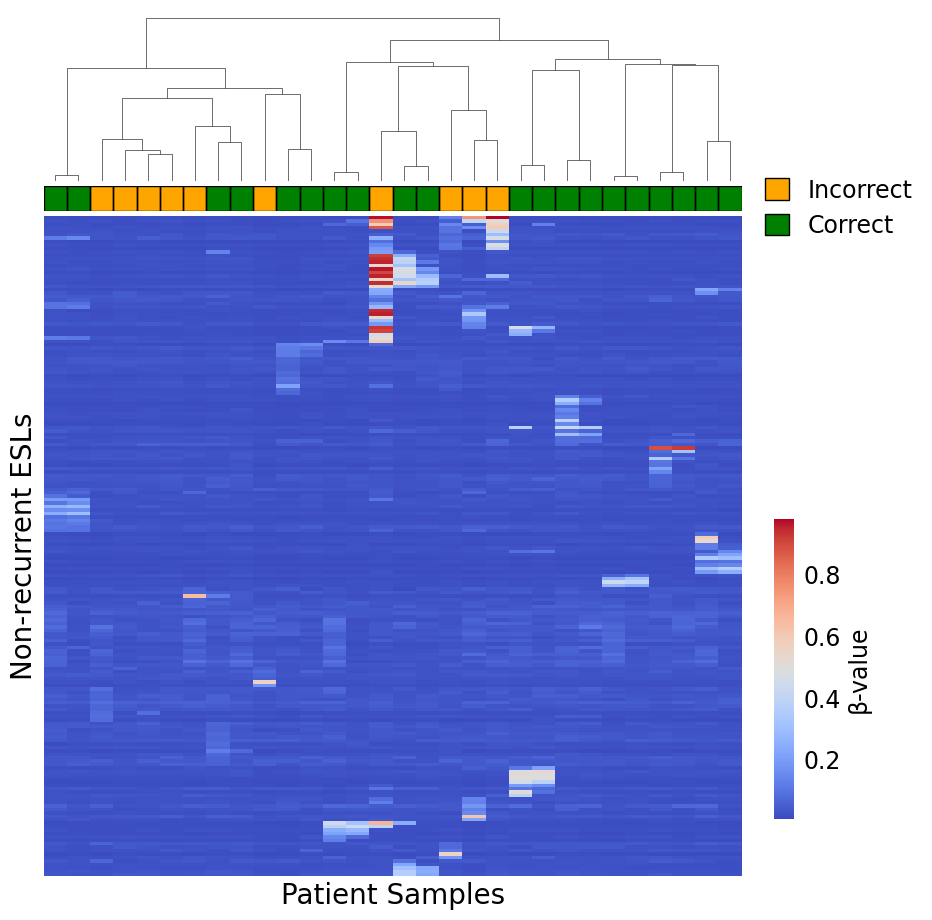 Incorrect
Correct
Non-recurrent ESLs
0.8
0.6
0.4
0.2
β-value
Patient Samples